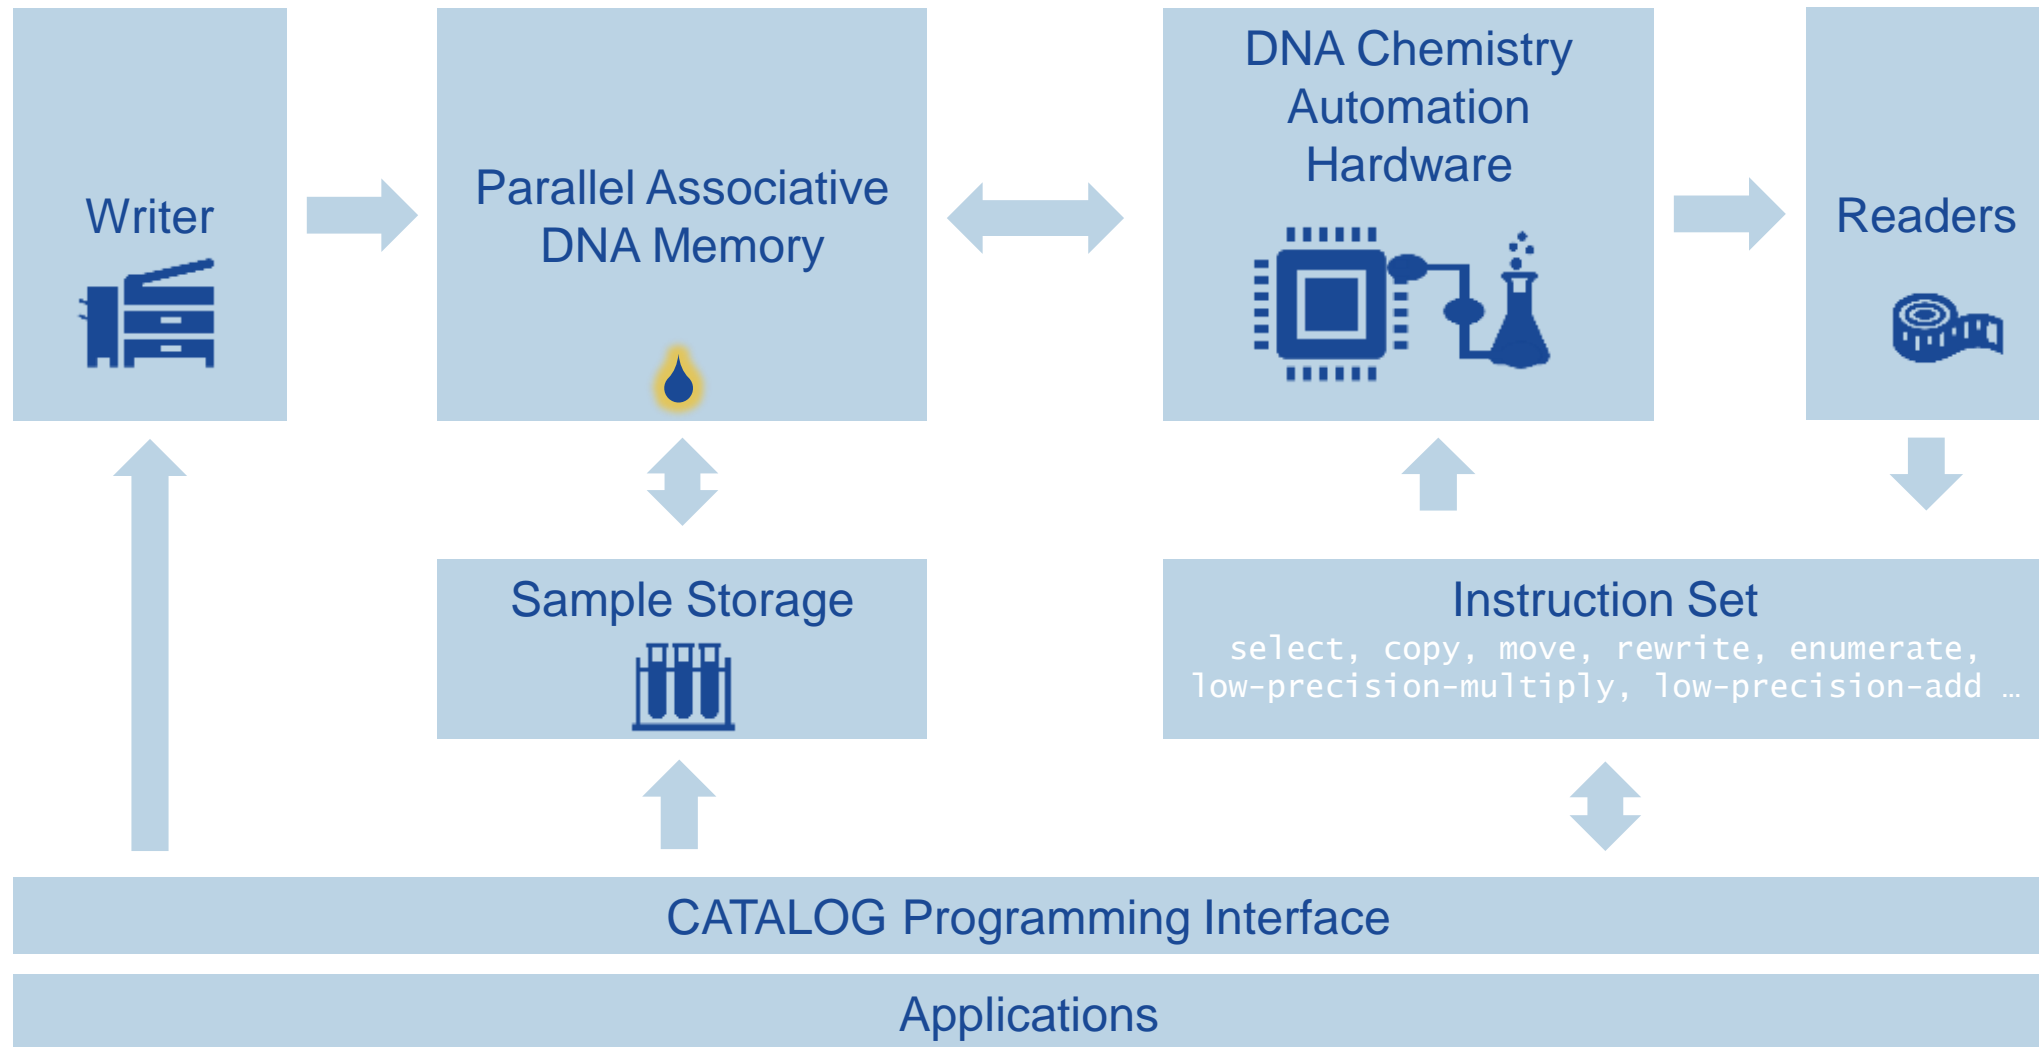 Writer
Parallel Associative
DNA Memory
DNA Chemistry
Automation
Hardware
Readers
Sample Storage
Instruction Set
select, copy, move, rewrite, enumerate,
low-precision-multiply, low-precision-add …
CATALOG Programming Interface
Applications